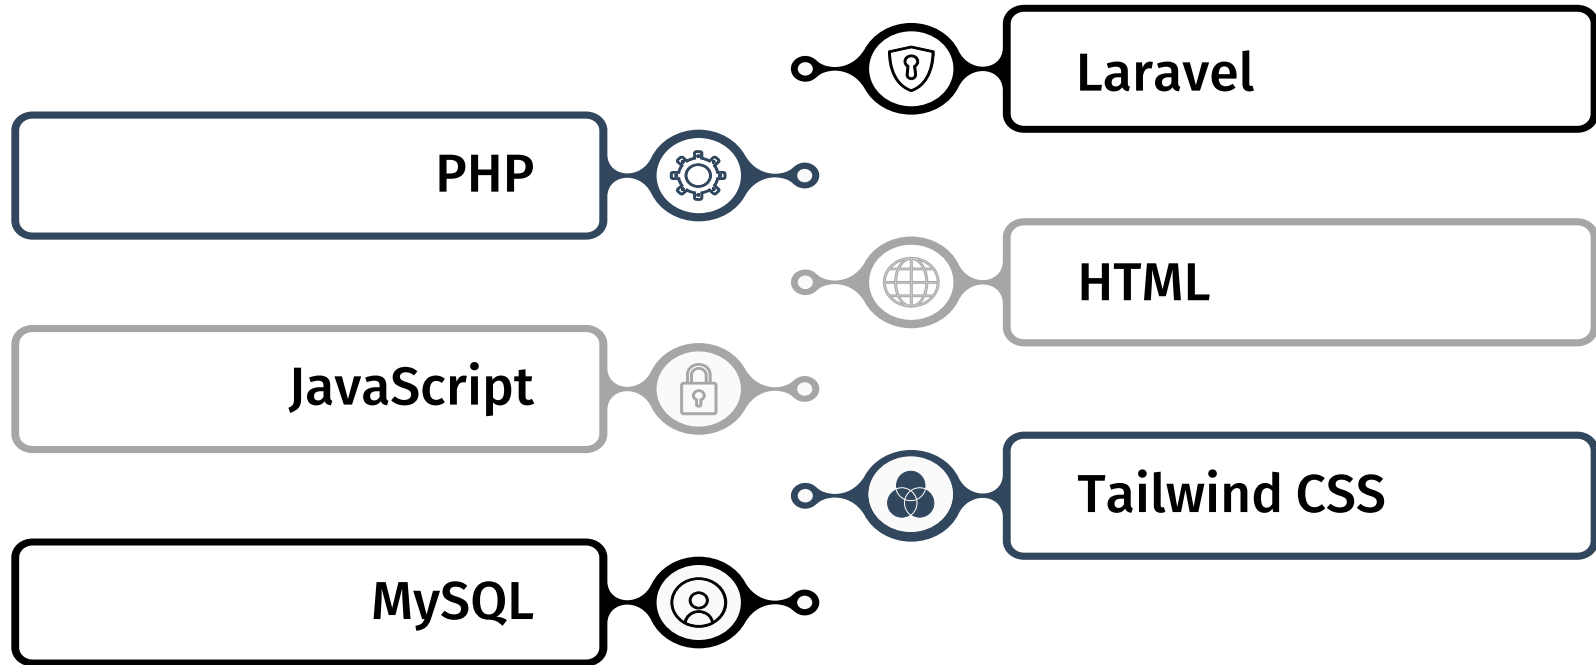 Laravel
PHP
HTML
JavaScript
Tailwind CSS
MySQL